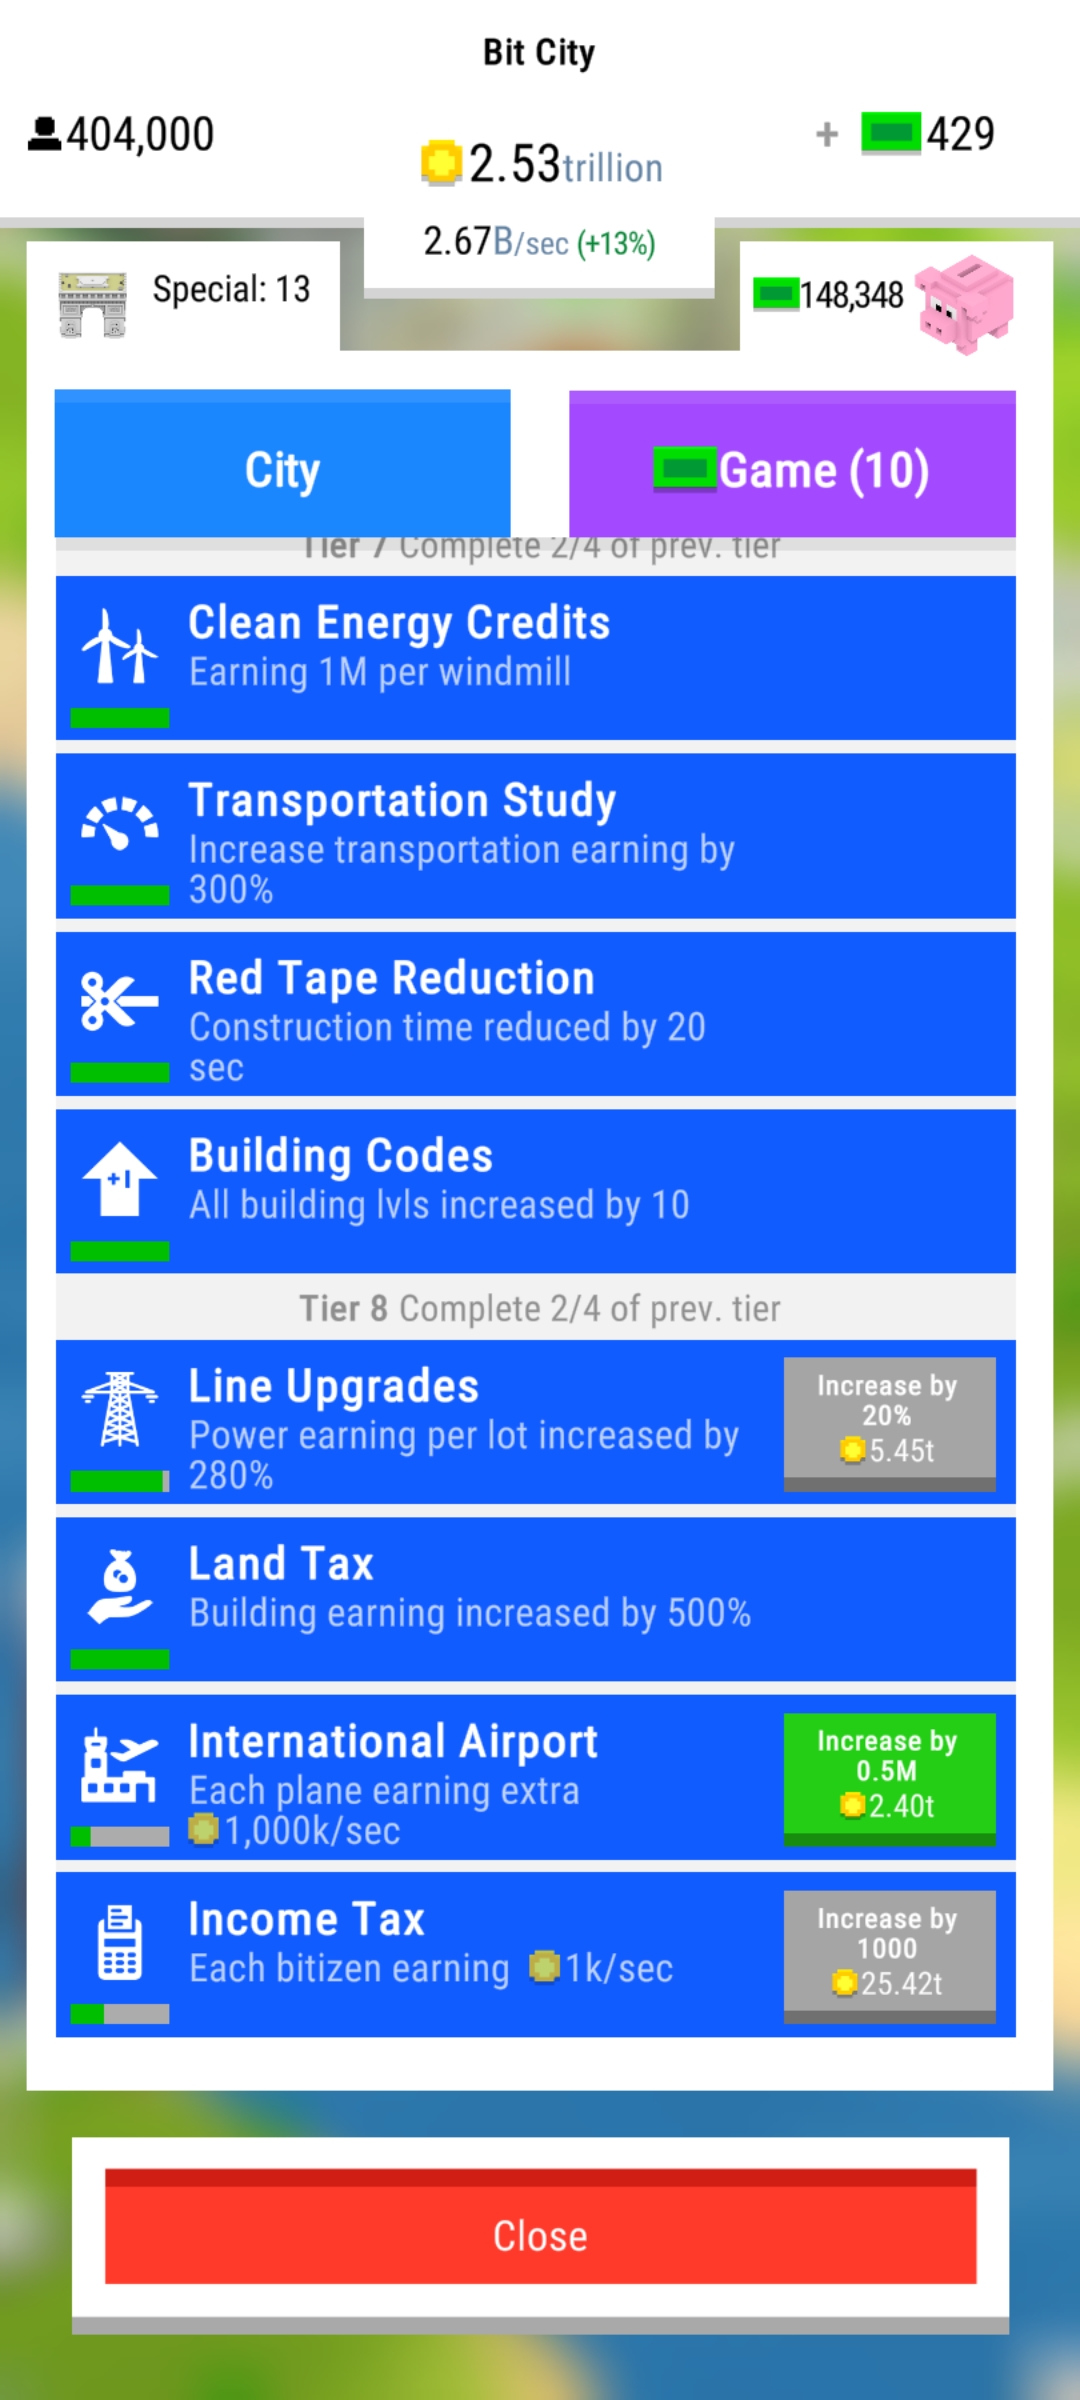 Bit City
404,000
2.53trillion
+ 429
2.67B/sec (+13%)
Special: 13
148,348
City
Game (10)
Tier 7 Complete 2/4 of prev. tier
Clean Energy Credits
Earning 1M per windmill
Transportation Study
Increase transportation earning by
300%
Red Tape Reduction
Construction time reduced by 20
sec
+1
Building Codes
All building lvls increased by 10
Tier 8 Complete 2/4 of prev. tier
Line Upgrades
Power earning per lot increased by
280%
Increase by
20%
5.45t
Land Tax
Building earning increased by 500%
International Airport
Each plane earning extra
1,000k/sec
Increase by
0.5M
2.40t
Income Tax
Each bitizen earning 1k/sec
Increase by
1000
25.42t
Close